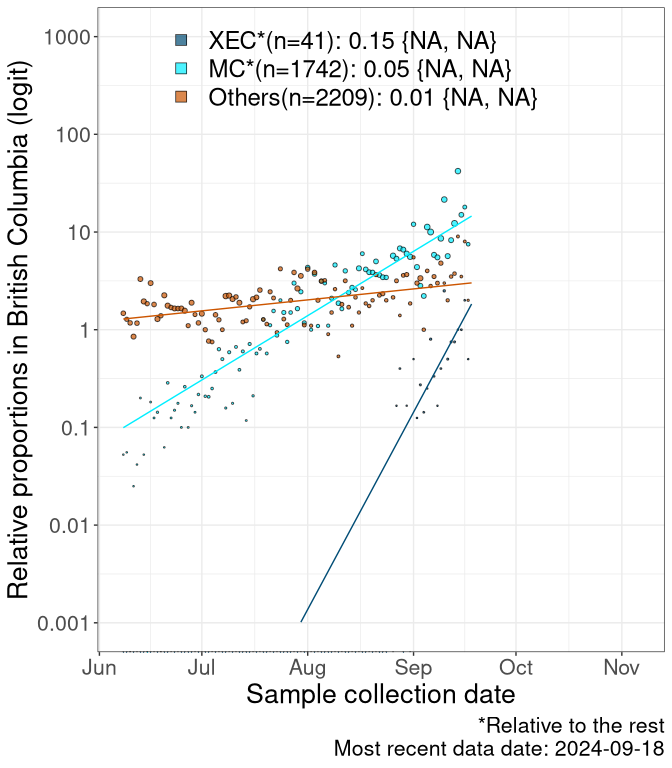 XEC*(n=41): 0.15 {NA, NA}
MC*(n=1742): 0.05 {NA, NA}
Others(n=2209): 0.01 {NA, NA}
Relative proportions in British Columbia (logit)
1000
100
10
1
0.1
0.01
0.001
Jun Jul Aug Sep Oct Nov
Sample collection date
*Relative to the rest
Most recent data date: 2024-09-18